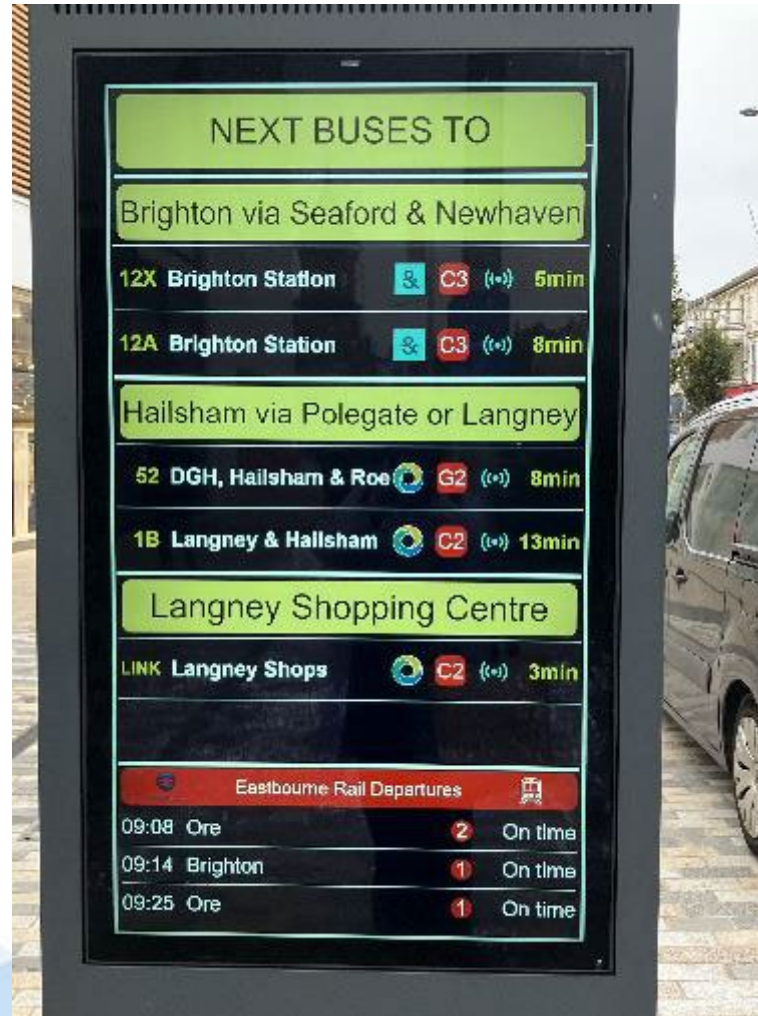 NEXT BUSES TO
Brighton via Seaford & Newhaven
12X Brighton Station & C3 5min
12A Brighton Station & C3 8min
Hailsham via Polegate or Langney
52 DGH, Hailsham & Roe G2 8min
1B Langney & Hailsham C2 13min
Langney Shopping Centre
LINK Langney Shops C2 3min
Eastbourne Rail Departures
09:08 Ore 2 On time
09:14 Brighton 1 On time
09:25 Ore 1 On time